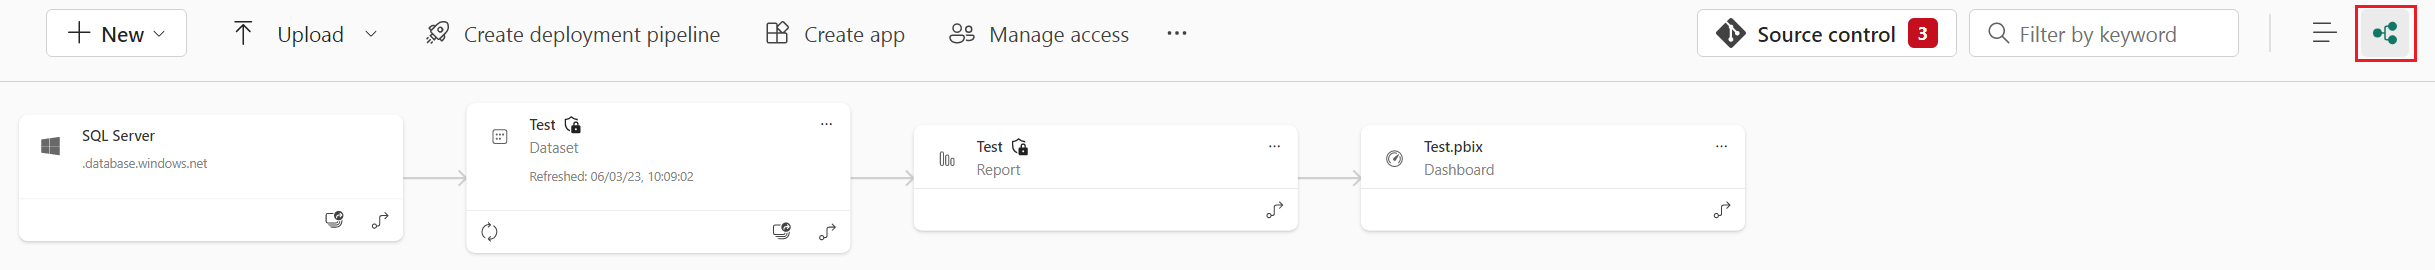 New
Upload
Create deployment pipeline
Create app
Manage access
Source control 3
Filter by keyword
SQL Server
.database.windows.net
Test
Dataset
Refreshed: 06/03/23, 10:09:02
Test
Report
Test.pbix
Dashboard